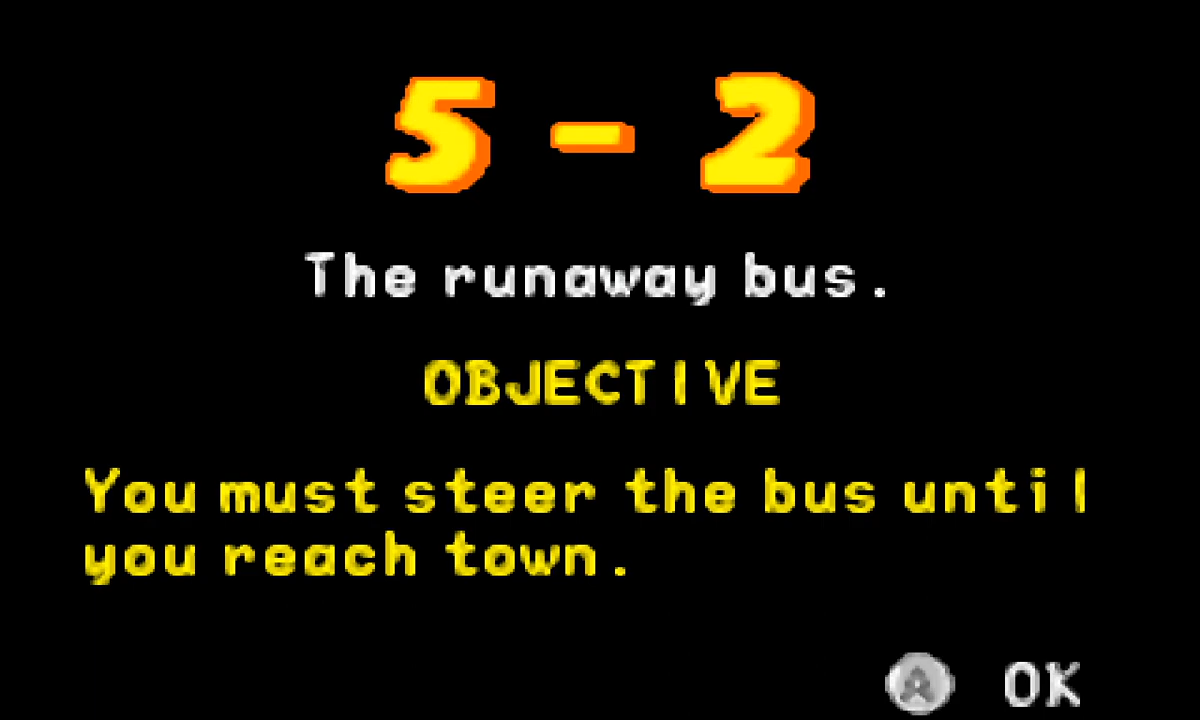 5 - 2
The runaway bus.
OBJECTIVE
You must steer the bus until
you reach town.
A OK